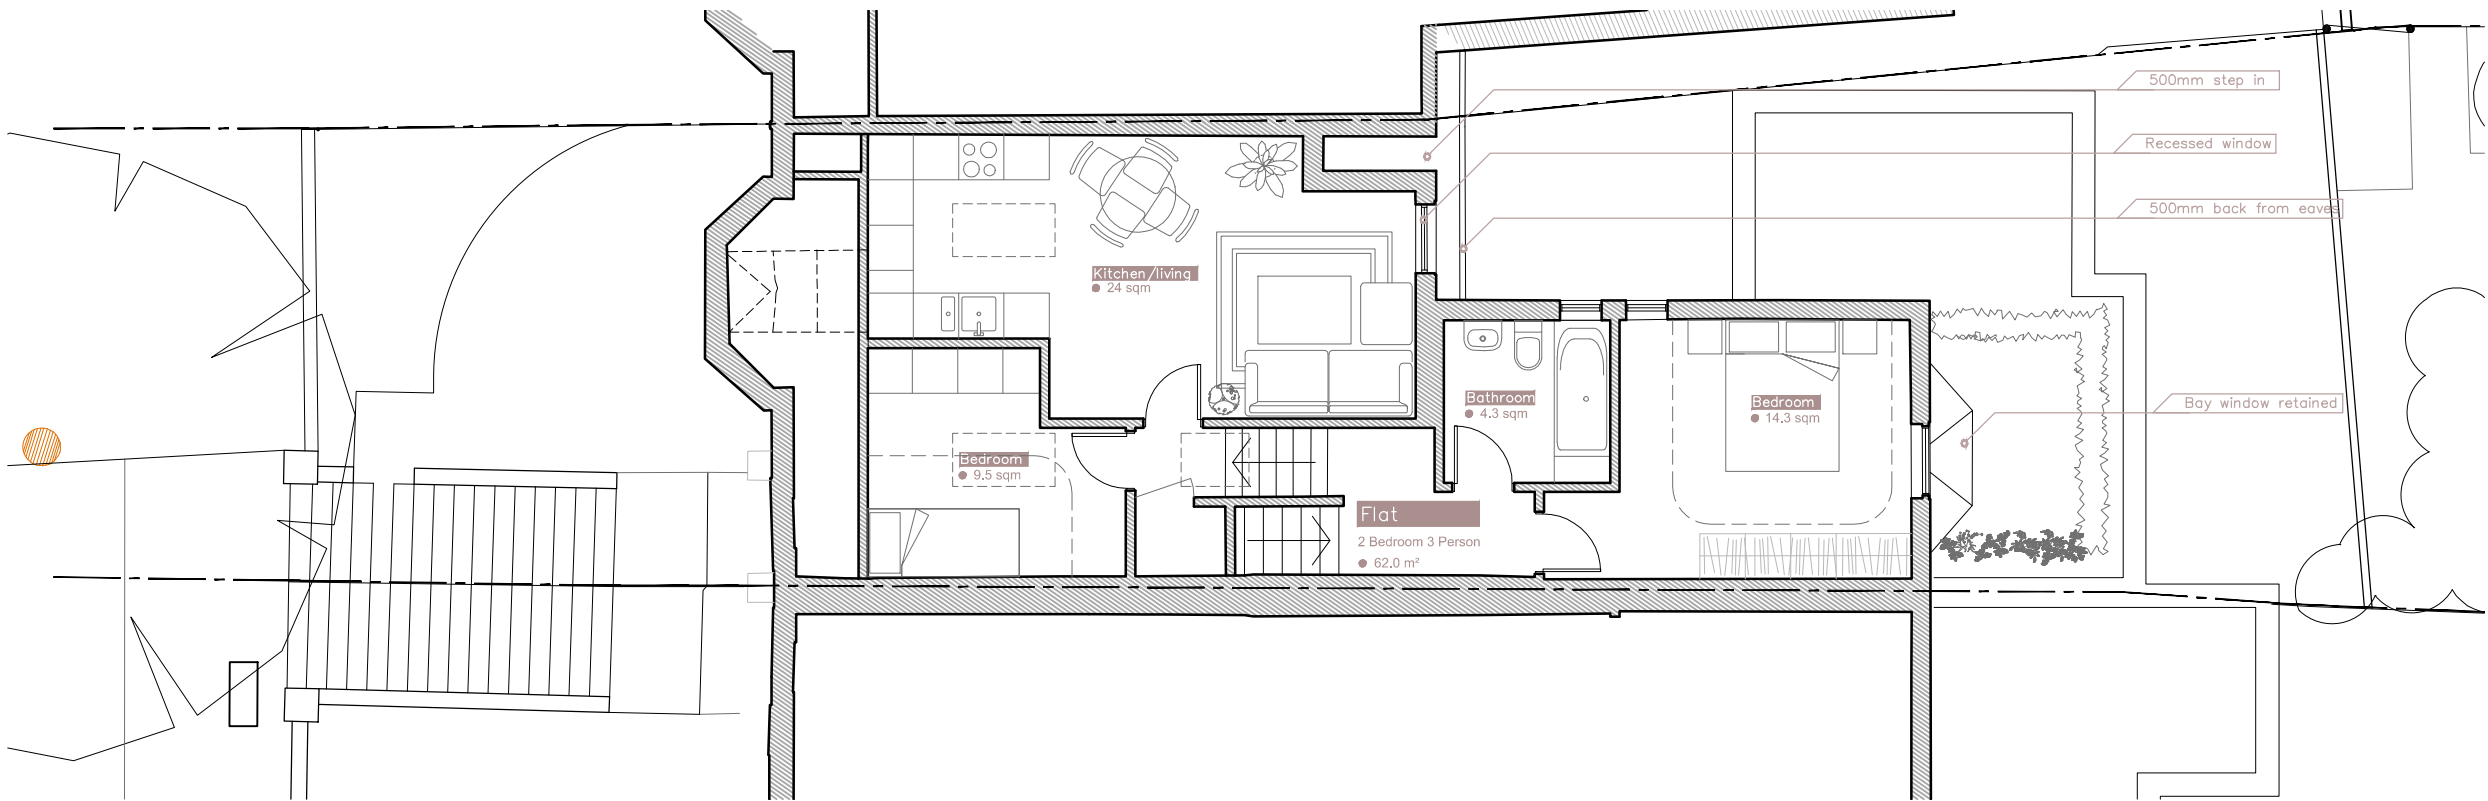 500mm step in
Recessed window
500mm back from eaves
Kitchen/living
24 sqm
Bathroom
4.3 sqm
Bedroom
14.3 sqm
Bay window retained
Bedroom
9.5 sqm
Flat
2 Bedroom 3 Person
62.0 m²